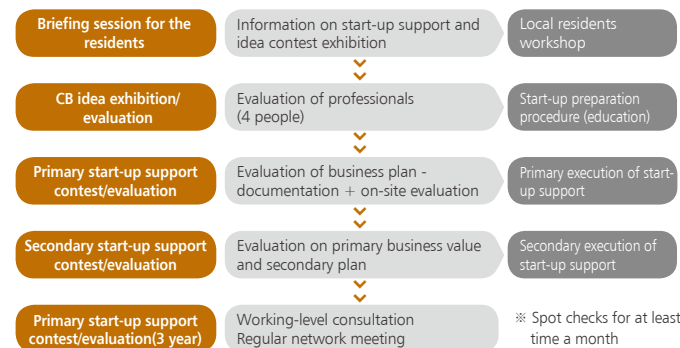 Briefing session for the
residents
Information on start-up support and
idea contest exhibition
Local residents
workshop
CB idea exhibition/
evaluation
Evaluation of professionals
(4 people)
Start-up preparation
procedure (education)
Primary start-up support
contest/evaluation
Evaluation of business plan -
documentation + on-site evaluation
Primary execution of start-
up support
Secondary start-up support
contest/evaluation
Evaluation on primary business value
and secondary plan
Secondary execution of
start-up support
Primary start-up support
contest/evaluation(3 year)
Working-level consultation
Regular network meeting
※ Spot checks for at least
time a month